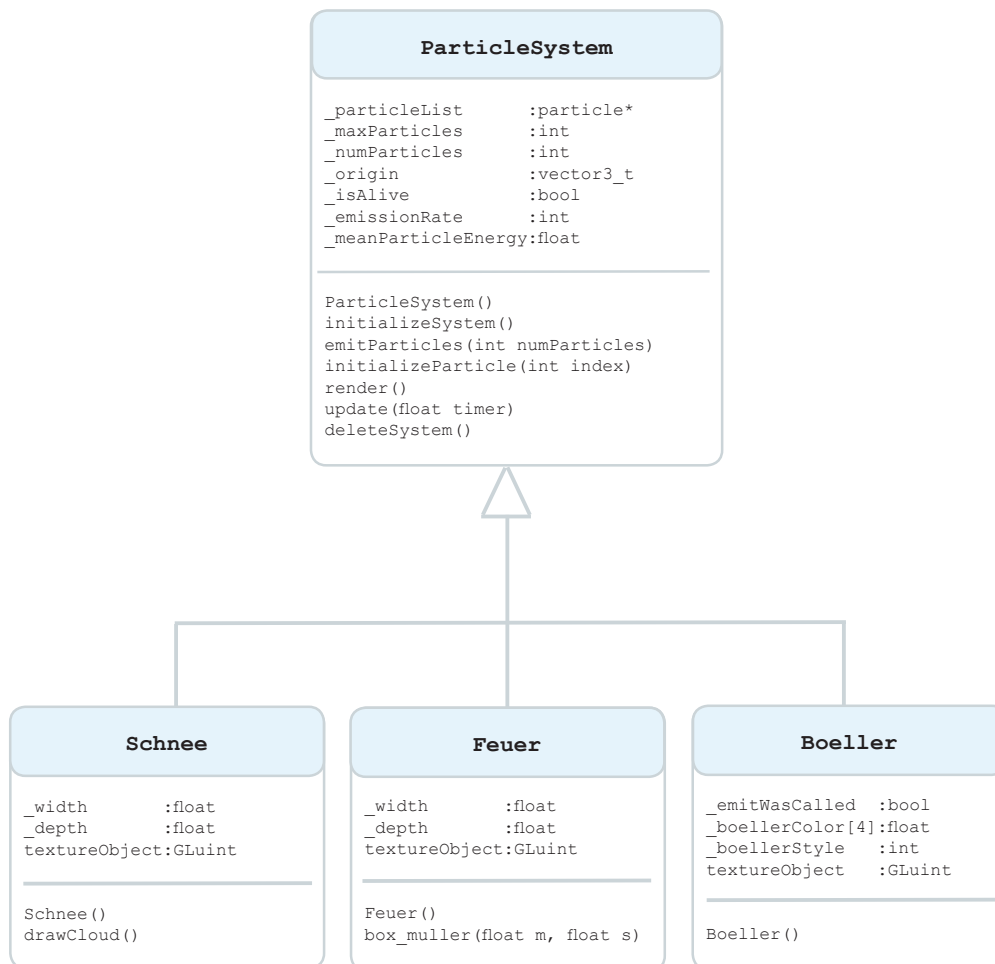 ParticleSystem
_particleList :particle*
_maxParticles :int
_numParticles :int
_origin :vector3_t
_isAlive :bool
_emissionRate :int
_meanParticleEnergy:float
ParticleSystem()
initializeSystem()
emitParticles(int numParticles)
initializeParticle(int index)
render()
update(float timer)
deleteSystem()
Schnee
_width :float
_depth :float
textureObject:GLuint
Schnee()
drawCloud()
Feuer
_width :float
_depth :float
textureObject:GLuint
Feuer()
box_muller(float m, float s)
Boeller
_emitWasCalled :bool
_boellerColor[4]:float
_boellerStyle :int
textureObject :GLuint
Boeller()